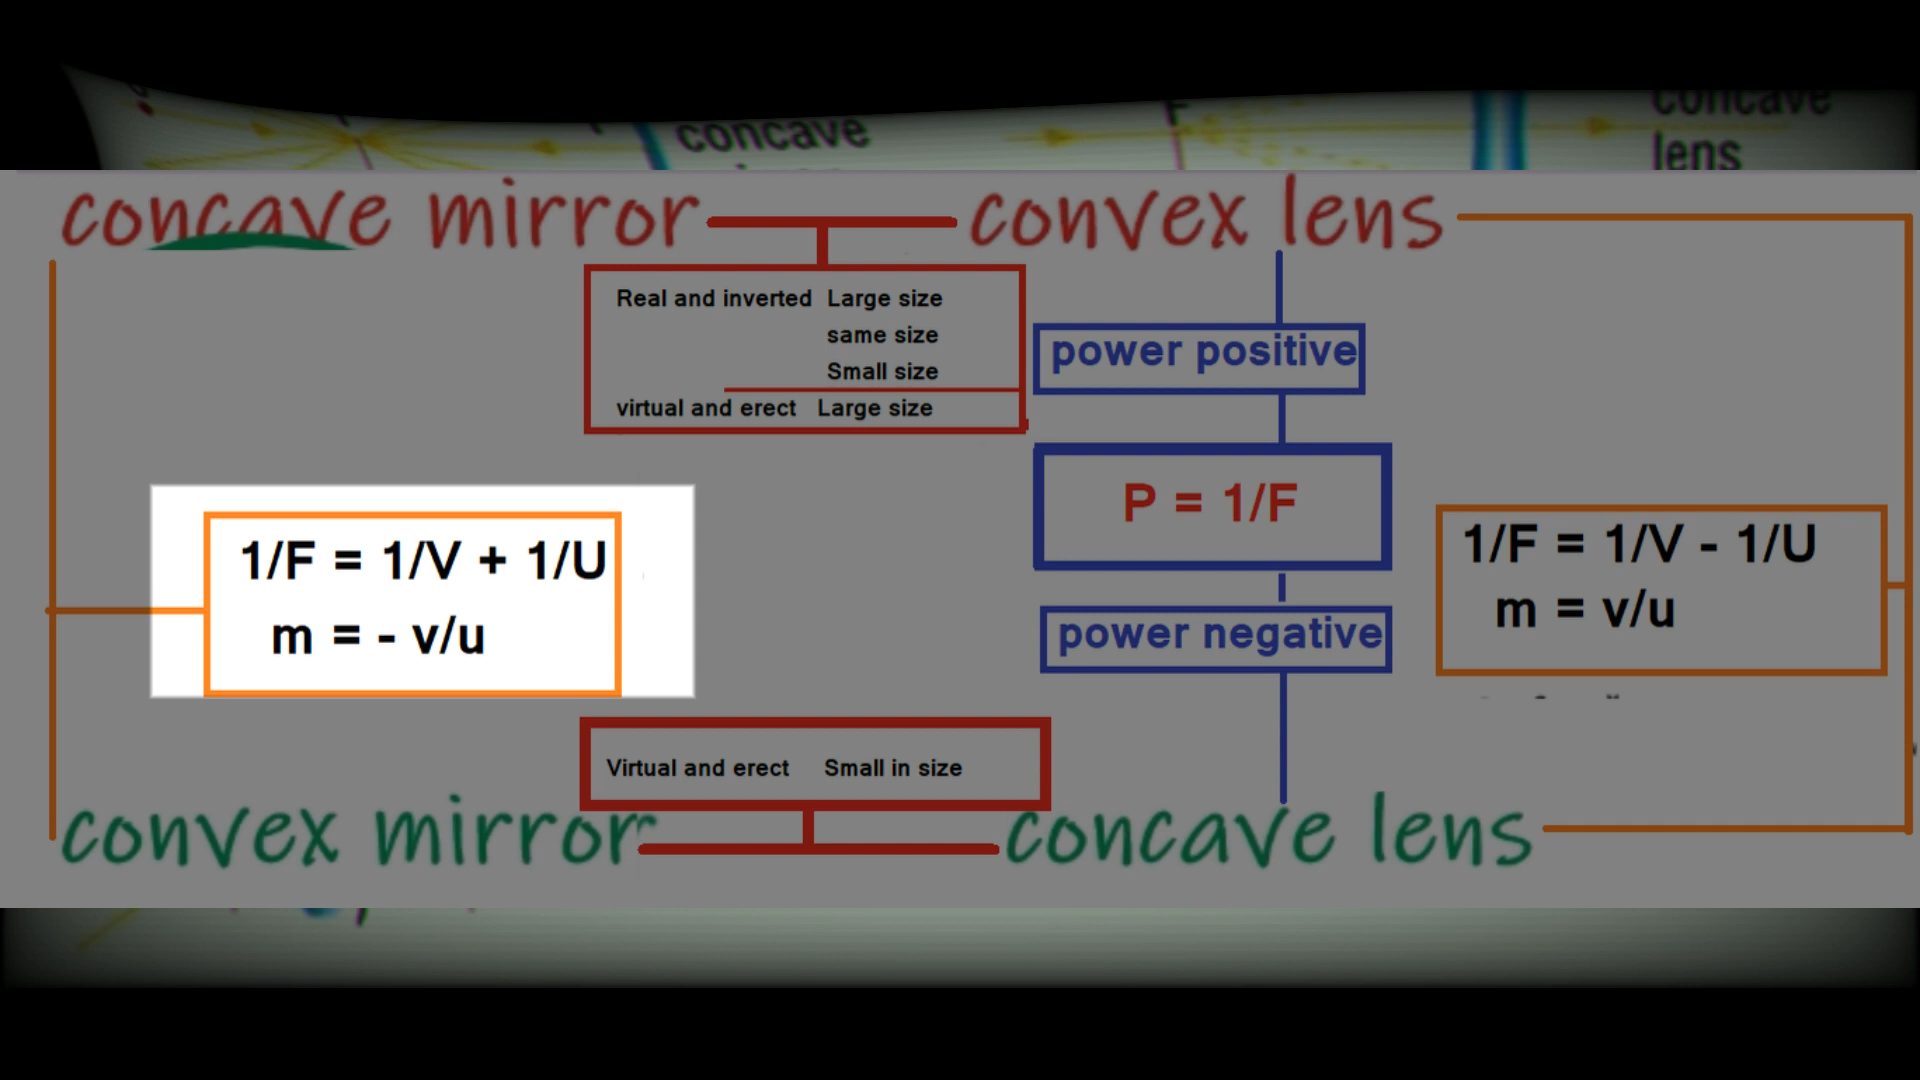 concave
concave
lens
concave mirror
convex lens
Real and inverted Large size
same size
Small size
virtual and erect Large size
power positive
P = 1/F
1/F = 1/V + 1/U
m = - v/u
1/F = 1/V - 1/U
m = v/u
power negative
Virtual and erect Small in size
convex mirror
concave lens